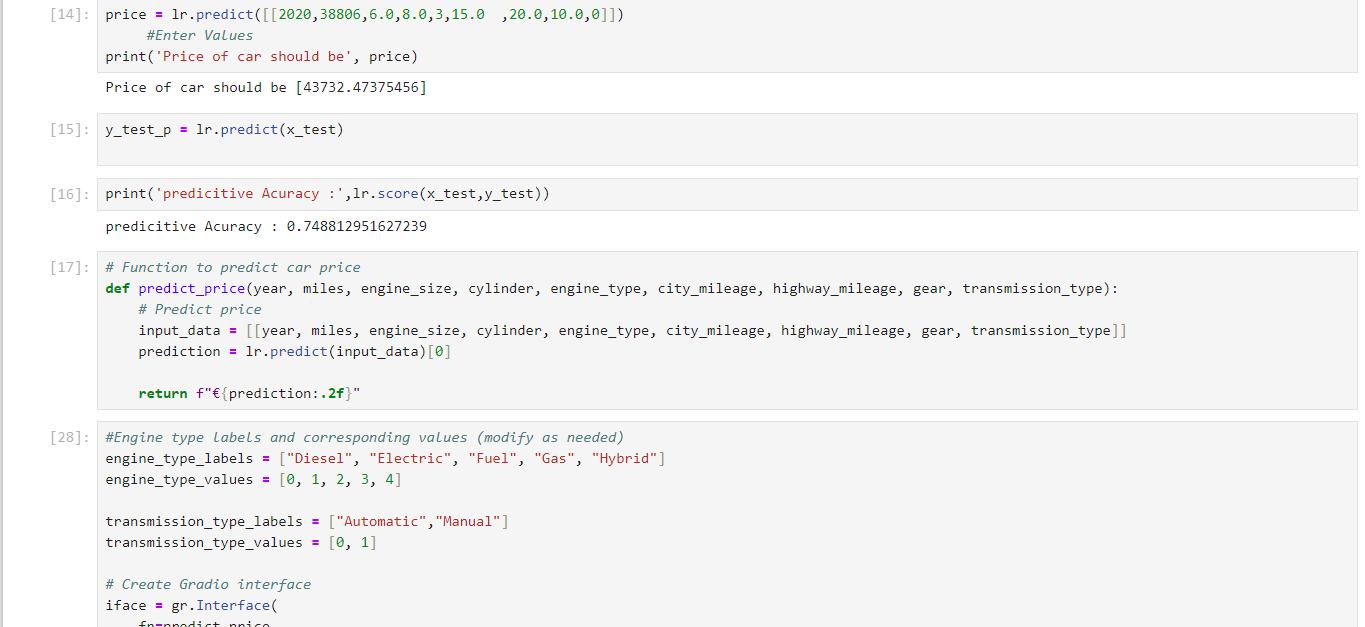 [14]: price = lr.predict([[2020,38806,6.0,8.0,3,15.0  ,20.0,10.0,0]])
     #Enter Values
print('Price of car should be', price)
Price of car should be [43732.47375456]
[15]: y_test_p = lr.predict(x_test)
[16]: print('predicitive Acuracy :',lr.score(x_test,y_test))
predicitive Acuracy : 0.748812951627239
[17]: # Function to predict car price
def predict_price(year, miles, engine_size, cylinder, engine_type, city_mileage, highway_mileage, gear, transmission_type):
    # Predict price
    input_data = [[year, miles, engine_size, cylinder, engine_type, city_mileage, highway_mileage, gear, transmission_type]]
    prediction = lr.predict(input_data)[0]
    return f"€{prediction:.2f}"
[28]: #Engine type labels and corresponding values (modify as needed)
engine_type_labels = ["Diesel", "Electric", "Fuel", "Gas", "Hybrid"]
engine_type_values = [0, 1, 2, 3, 4]
transmission_type_labels = ["Automatic","Manual"]
transmission_type_values = [0, 1]
# Create Gradio interface
iface = gr.Interface(
    fn=predict_price